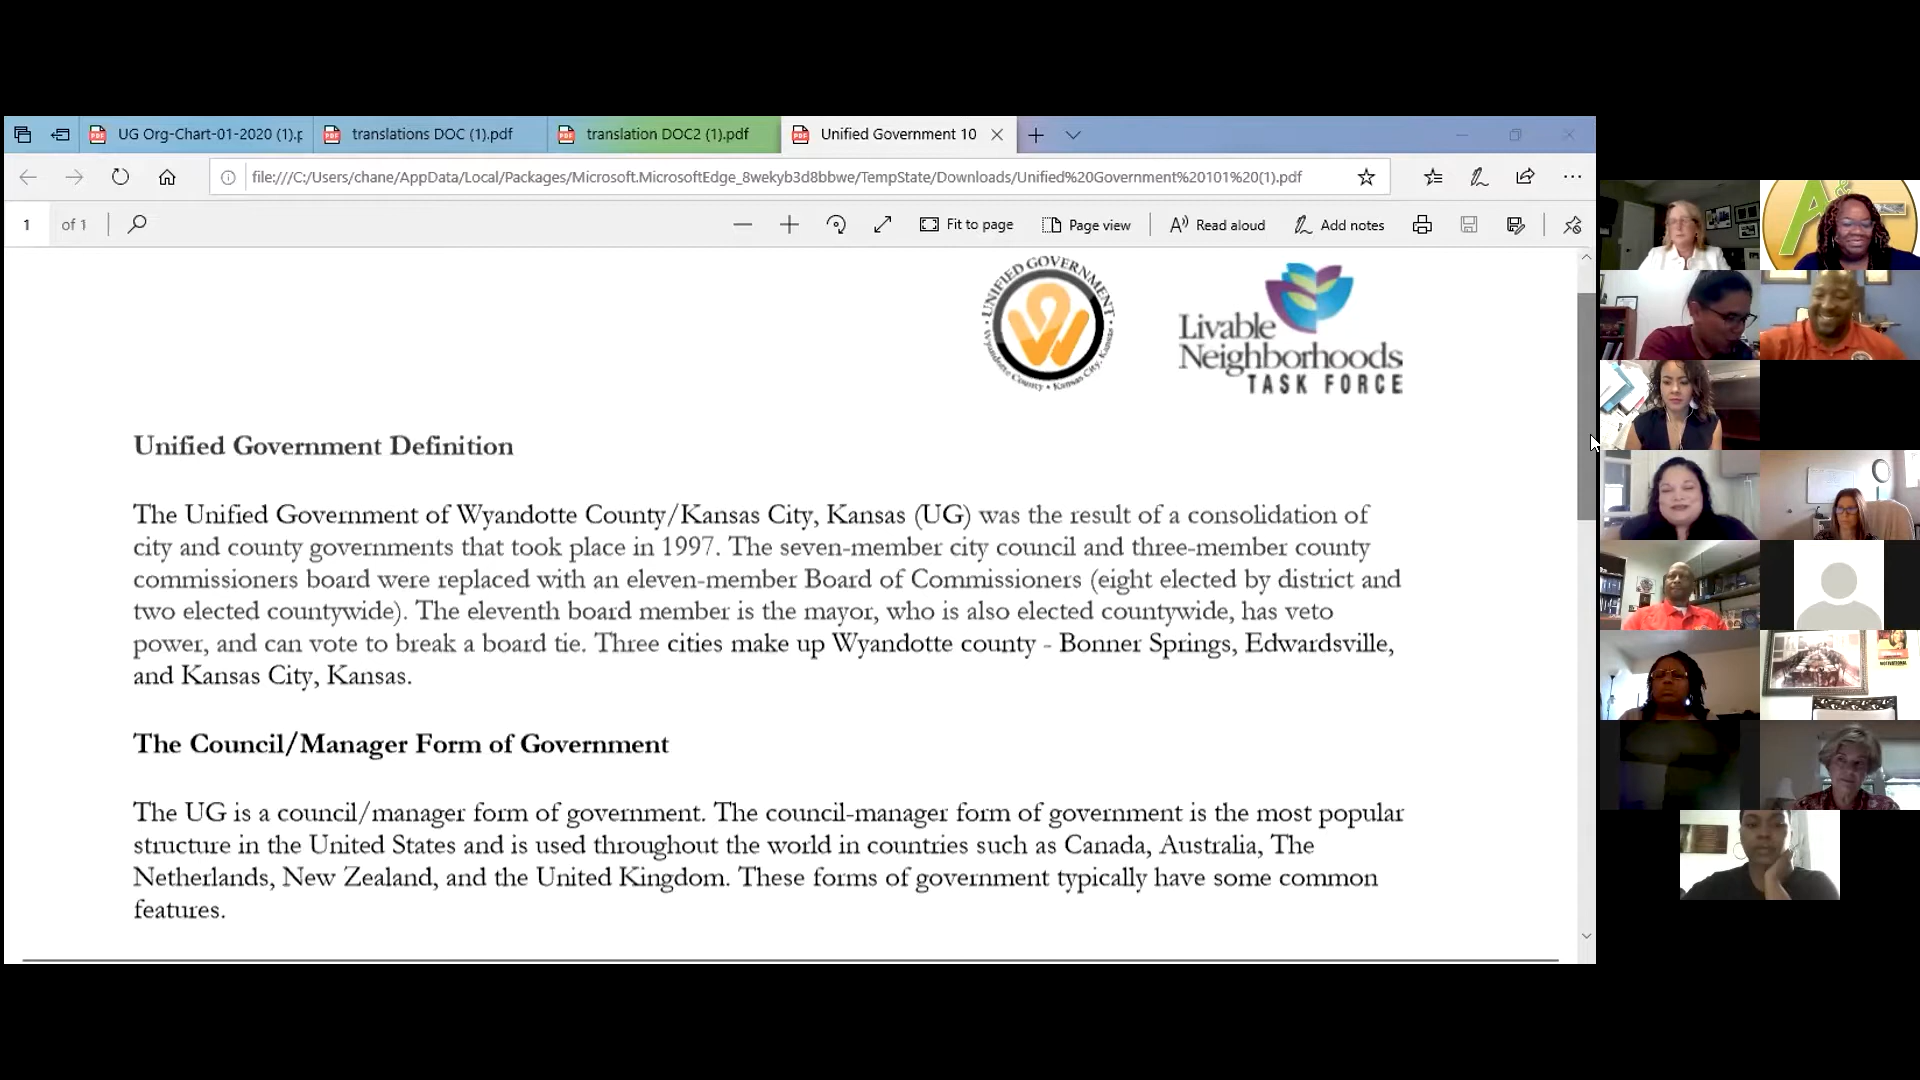 UG Org-Chart-01-2020 (1).p
translations DOC (1).pdf
translation DOC2 (1).pdf
Unified Government 10
file:///C:/Users/chane/AppData/Local/Packages/Microsoft.MicrosoftEdge_8wekyb3d8bbwe/TempState/Downloads/Unified%20Government%20101%20(1).pdf
1 of 1
Fit to page
Page view
Read aloud
Add notes
UNIFIED GOVERNMENT
Wyandotte County • Kansas City, Kansas
Livable
Neighborhoods
TASK FORCE
Unified Government Definition
The Unified Government of Wyandotte County/Kansas City, Kansas (UG) was the result of a consolidation of
city and county governments that took place in 1997. The seven-member city council and three-member county
commissioners board were replaced with an eleven-member Board of Commissioners (eight elected by district and
two elected countywide). The eleventh board member is the mayor, who is also elected countywide, has veto
power, and can vote to break a board tie. Three cities make up Wyandotte county - Bonner Springs, Edwardsville,
and Kansas City, Kansas.
The Council/Manager Form of Government
The UG is a council/manager form of government. The council-manager form of government is the most popular
structure in the United States and is used throughout the world in countries such as Canada, Australia, The
Netherlands, New Zealand, and the United Kingdom. These forms of government typically have some common
features.